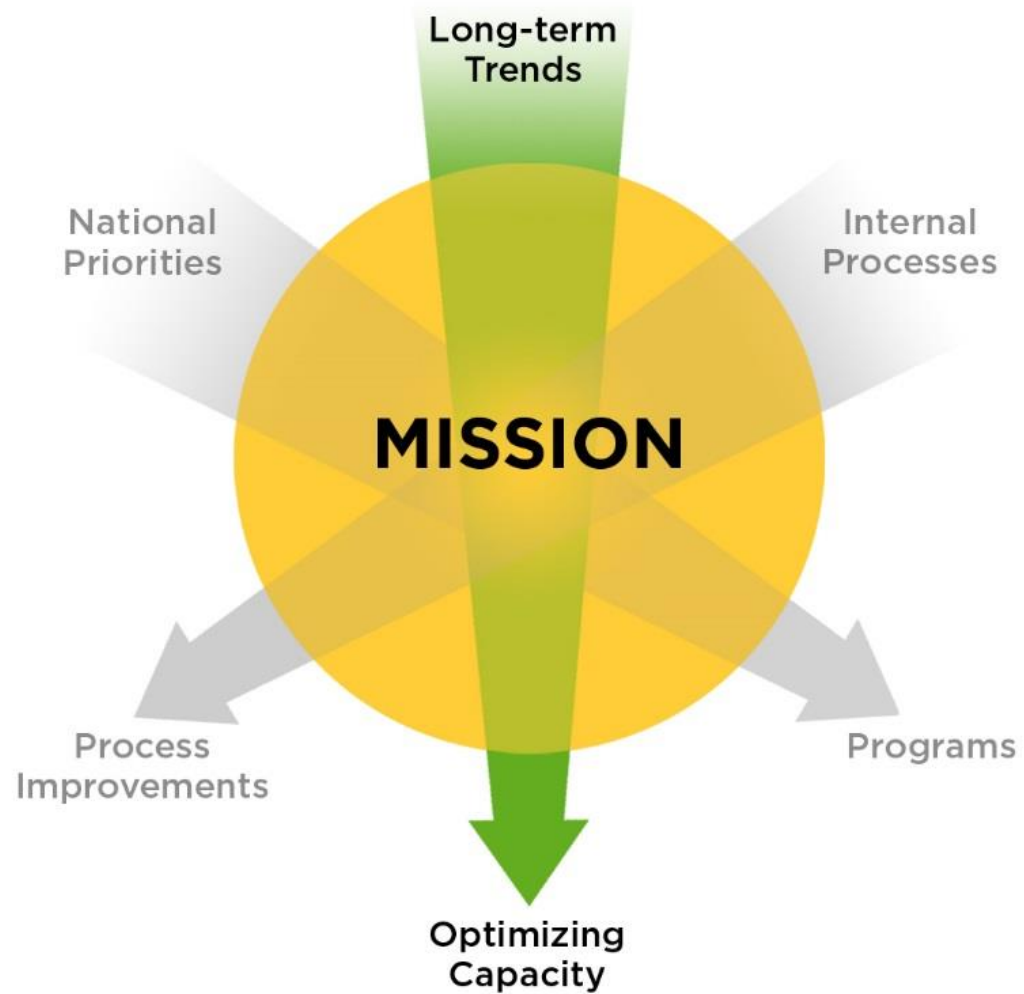 Long-term
Trends
National
Priorities
Internal
Processes
MISSION
Process
Improvements
Programs
Optimizing
Capacity